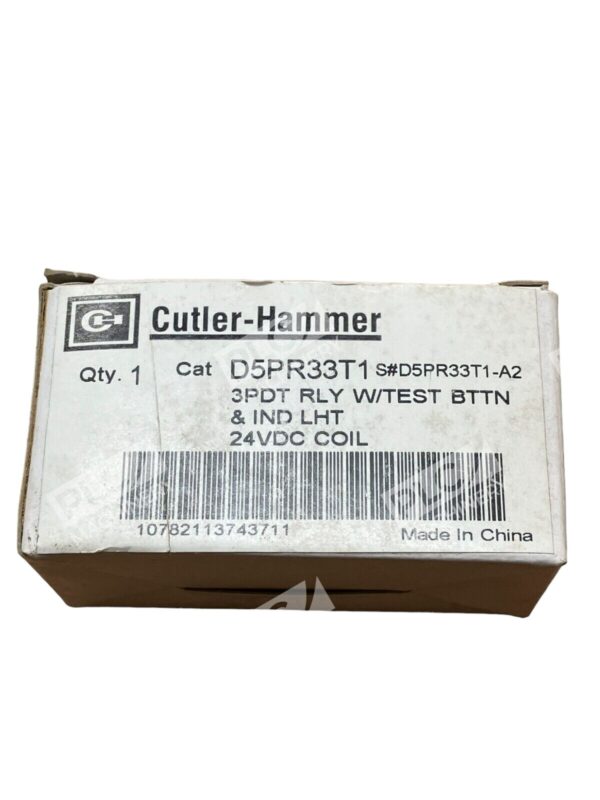 CH
Cutler-Hammer
Qty. 1 Cat D5PR33T1 S#D5PR33T1-A2
3PDT RLY W/TEST BTTN
& IND LHT
24VDC COIL
10782113743711 Made In China